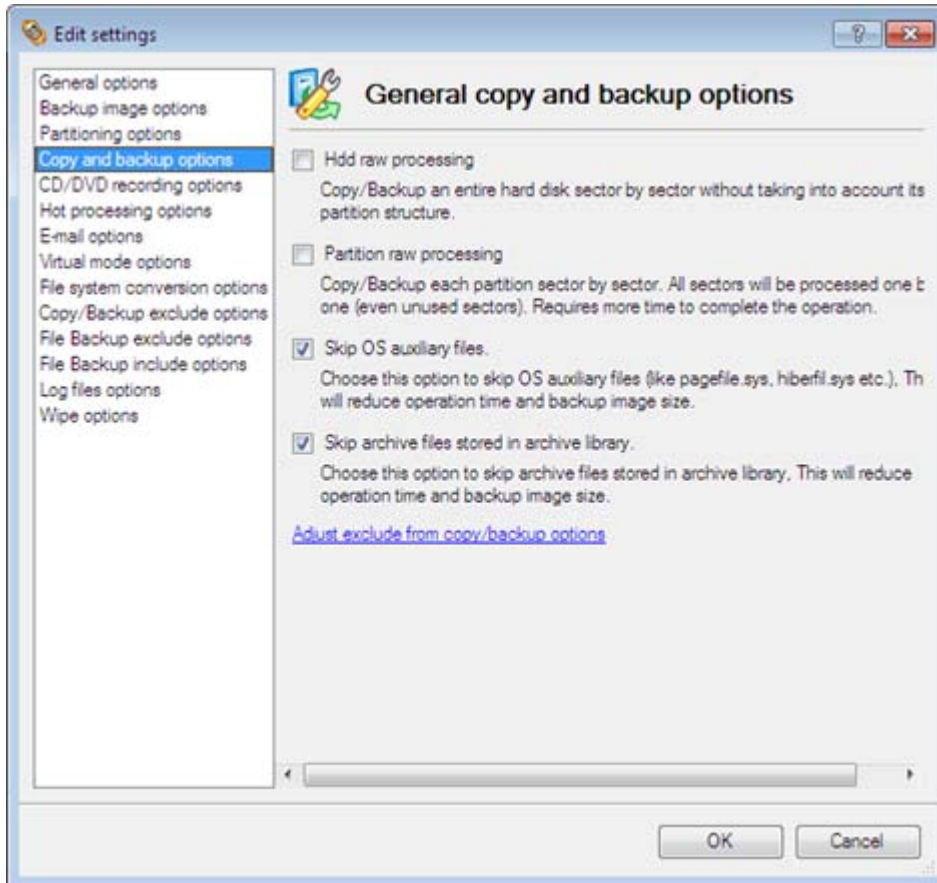 Edit settings
General options
Backup image options
Partitioning options
Copy and backup options
CD/DVD recording options
Hot processing options
E-mail options
Virtual mode options
File system conversion options
Copy/Backup exclude options
File Backup exclude options
File Backup include options
Log files options
Wipe options
General copy and backup options
Hdd raw processing
Copy/Backup an entire hard disk sector by sector without taking into account its
partition structure.
Partition raw processing
Copy/Backup each partition sector by sector. All sectors will be processed one
one (even unused sectors). Requires more time to complete the operation.
Skip OS auxiliary files.
Choose this option to skip OS auxiliary files (like pagefile.sys, hiberfil.sys etc.), Th
will reduce operation time and backup image size.
Skip archive files stored in archive library.
Choose this option to skip archive files stored in archive library, This will reduce
operation time and backup image size.
Adjust exclude from copy/backup options
OK
Cancel